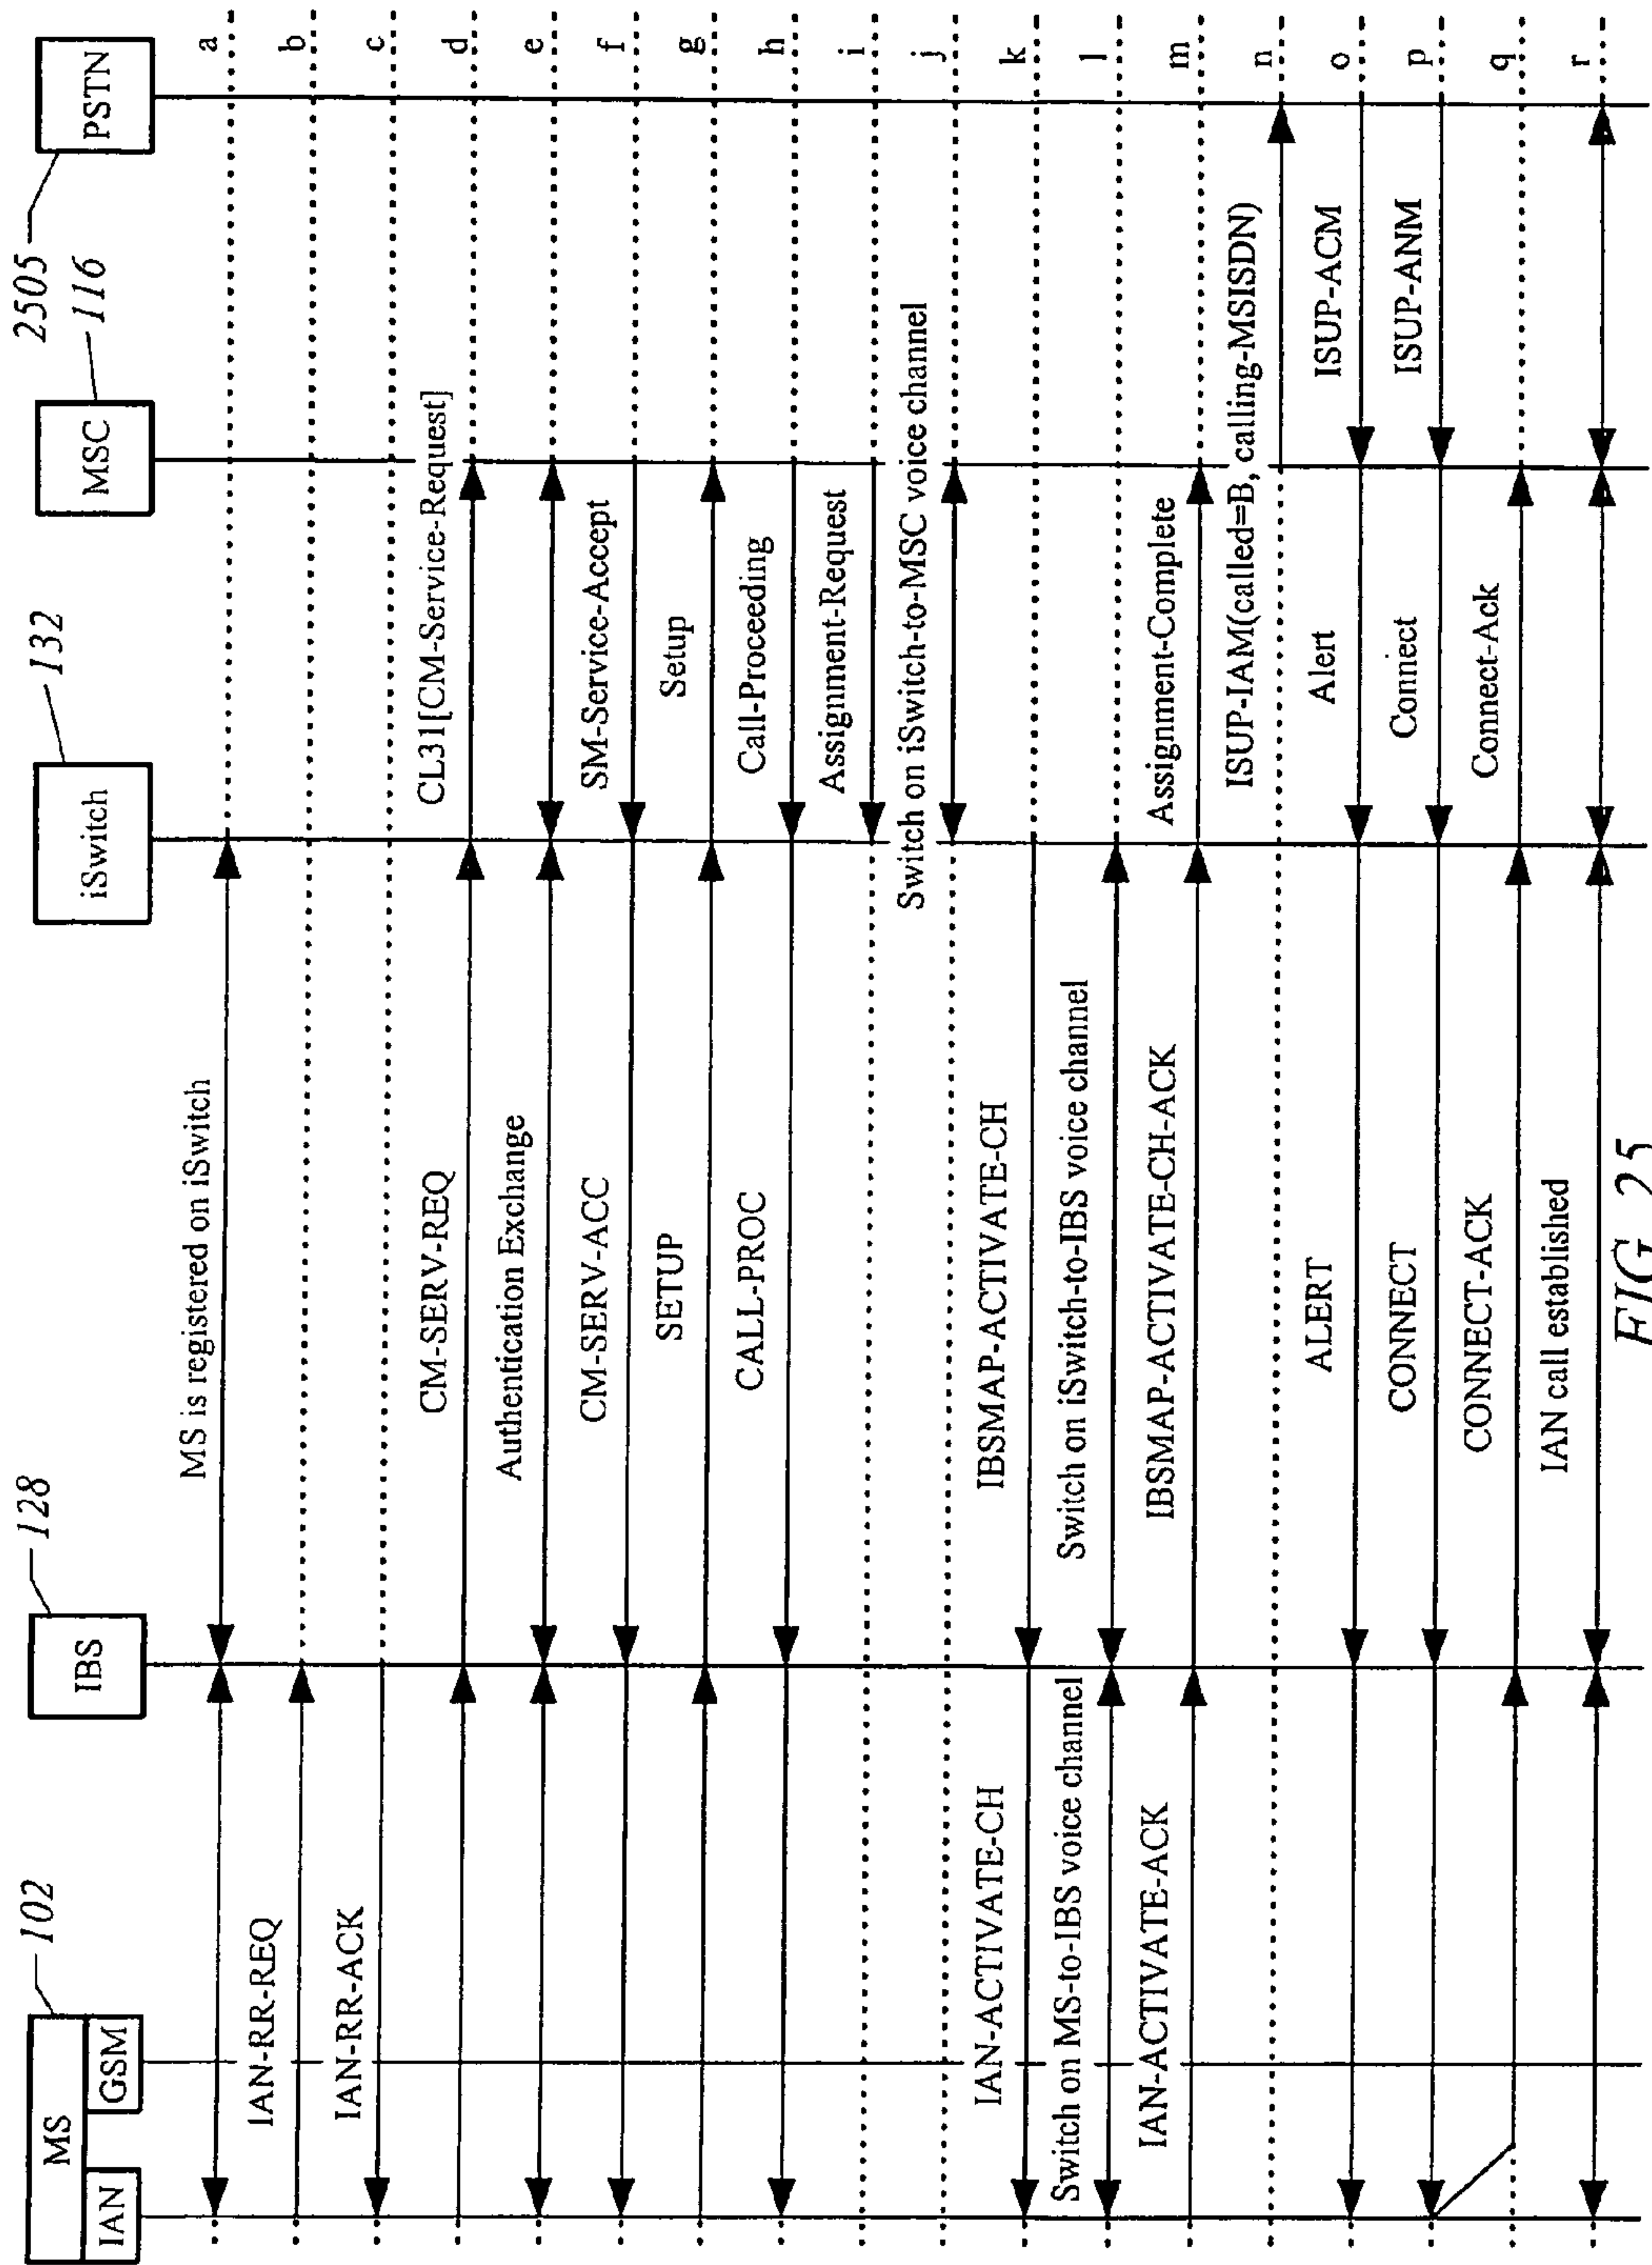 102
128
132
2505
116
MS
IAN
GSM
IBS
iSwitch
MSC
PSTN
MS is registered on iSwitch
a
IAN-RR-REQ
b
IAN-RR-ACK
c
CM-SERV-REQ
CL31[CM-Service-Request]
d
Authentication Exchange
e
CM-SERV-ACC
SM-Service-Accept
f
SETUP
Setup
g
CALL-PROC
Call-Proceeding
h
Assignment-Request
i
Switch on iSwitch-to-MSC voice channel
j
IAN-ACTIVATE-CH
IBSMAP-ACTIVATE-CH
k
Switch on MS-to-IBS voice channel
Switch on iSwitch-to-IBS voice channel
l
IAN-ACTIVATE-ACK
IBSMAP-ACTIVATE-CH-ACK
Assignment-Complete
m
ISUP-IAM(called=B, calling-MSISDN)
n
ALERT
Alert
ISUP-ACM
o
CONNECT
Connect
ISUP-ANM
p
CONNECT-ACK
Connect-Ack
q
IAN call established
r
FIG. 25